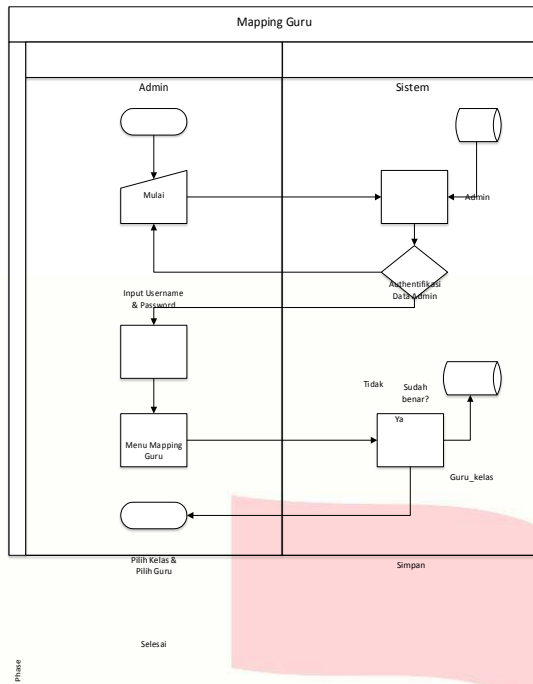 Mapping Guru
Admin
Sistem
Mulai
Admin
Authentifikasi
Data Admin
Input Username
& Password
Tidak
Sudah
benar?
Ya
Menu Mapping
Guru
Guru_kelas
Pilih Kelas &
Pilih Guru
Simpan
Selesai
Phase